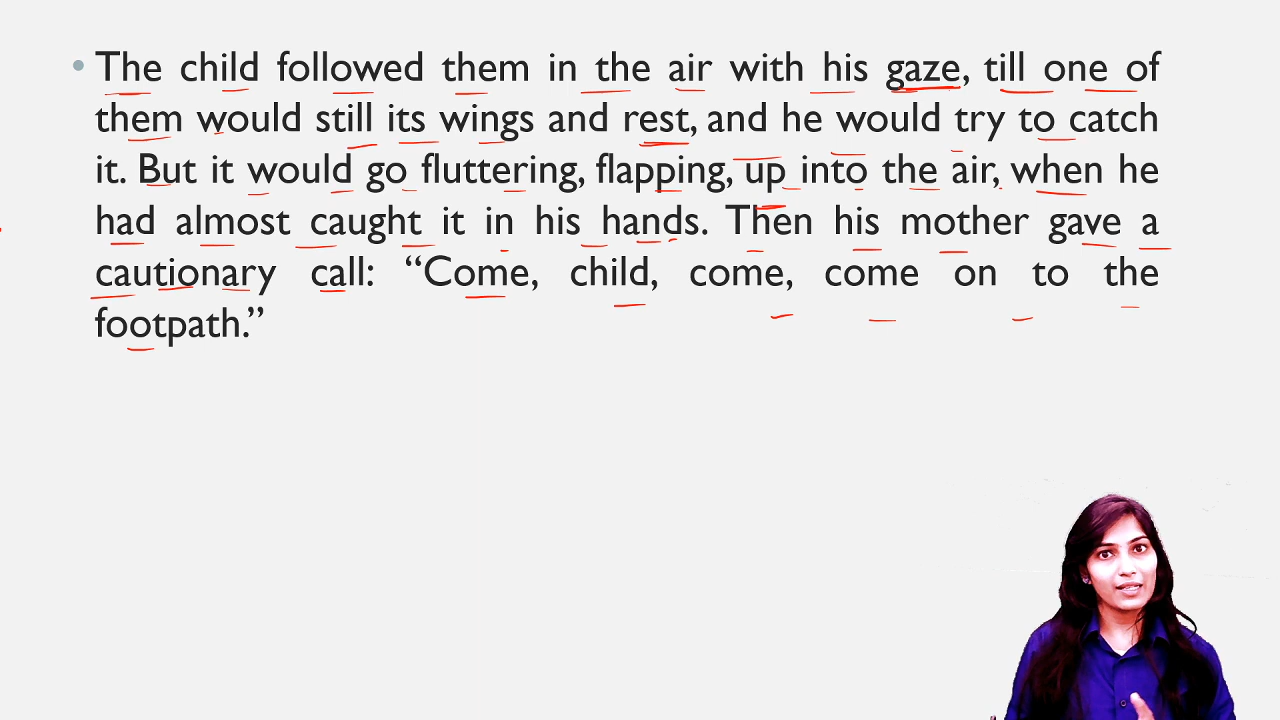 • The child followed them in the air with his gaze, till one of
them would still its wings and rest, and he would try to catch
it. But it would go fluttering, flapping, up into the air, when he
had almost caught it in his hands. Then his mother gave a
cautionary call: “Come, child, come, come on to the
footpath.”